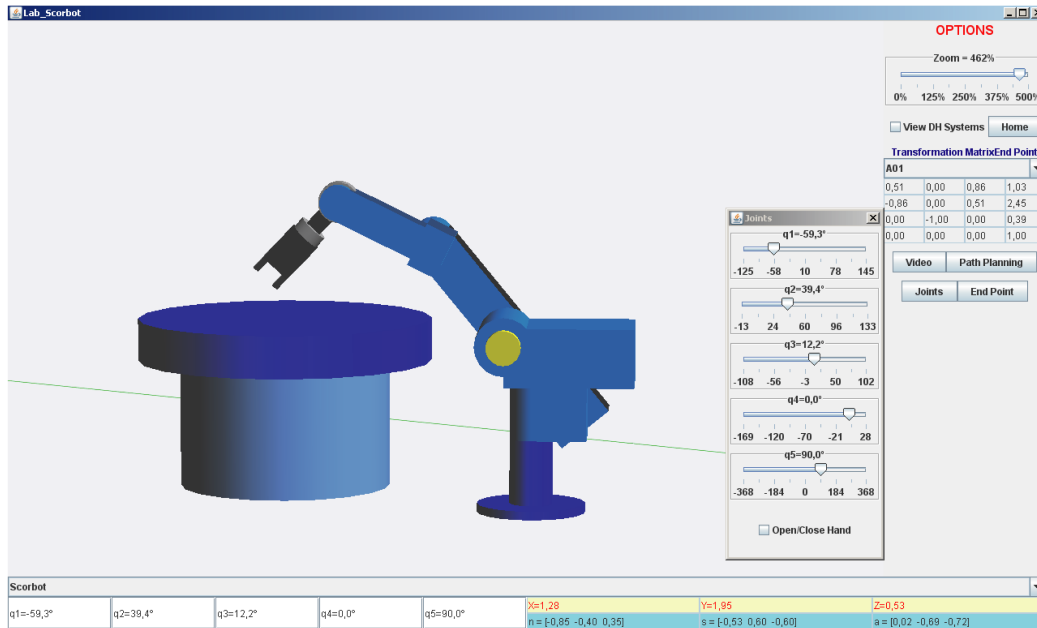 Lab_Scorbot
OPTIONS
Zoom = 462%
0% 125% 250% 375% 500%
View DH Systems Home
Transformation MatrixEnd Point
A01
0,51 0,00 0,86 1,03
-0,86 0,00 0,51 2,45
0,00 -1,00 0,00 0,39
0,00 0,00 0,00 1,00
Video Path Planning
Joints End Point
Joints
q1=-59,3°
-125 -58 10 78 145
q2=39,4°
-13 24 60 96 133
q3=12,2°
-108 -56 -3 50 102
q4=0,0°
-169 -120 -70 -21 28
q5=90,0°
-368 -184 0 184 368
Open/Close Hand
Scorbot
q1=-59,3° q2=39,4° q3=12,2° q4=0,0° q5=90,0°
X=1,28 Y=1,95 Z=0,53
n = [-0,85 -0,40 0,35] s = [-0,53 0,60 -0,60] a = [0,02 -0,69 -0,72]